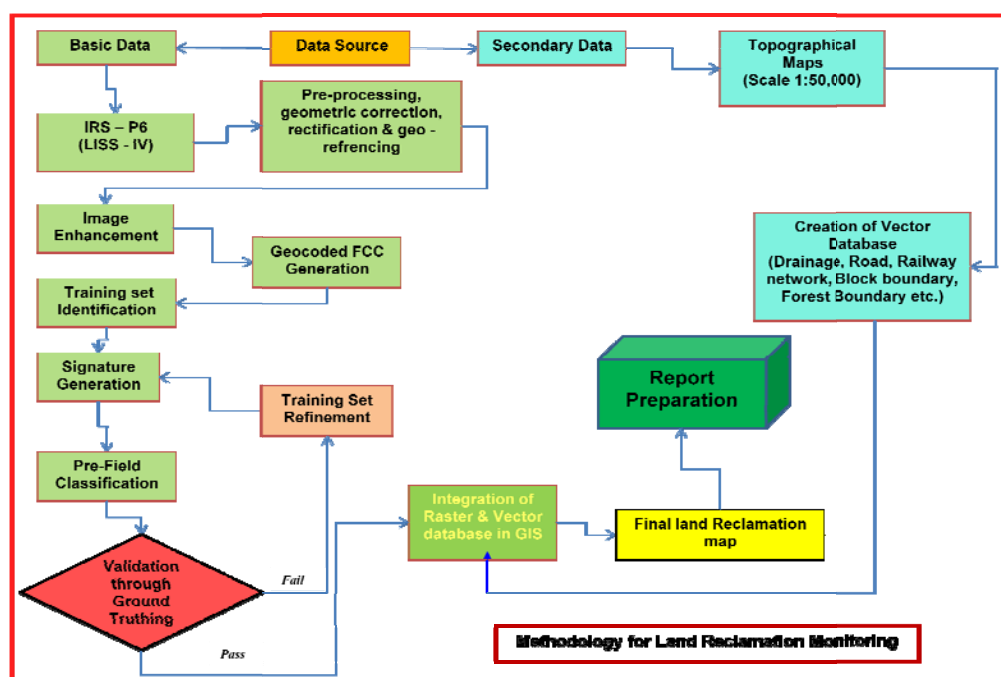 Basic Data
Data Source
Secondary Data
Topographical
Maps
(Scale 1:50,000)
IRS – P6
(LISS - IV)
Pre-processing,
geometric correction,
rectification & geo -
refrencing
Image
Enhancement
Geocoded FCC
Generation
Creation of Vector
Database
(Drainage, Road, Railway
network, Block boundary,
Forest Boundary etc.)
Training set
Identification
Signature
Generation
Training Set
Refinement
Report
Preparation
Pre-Field
Classification
Integration of
Raster & Vector
database in GIS
Final land Reclamation
map
Validation
through
Ground
Truthing
Fail
Pass
Methodology for Land Reclamation Monitoring